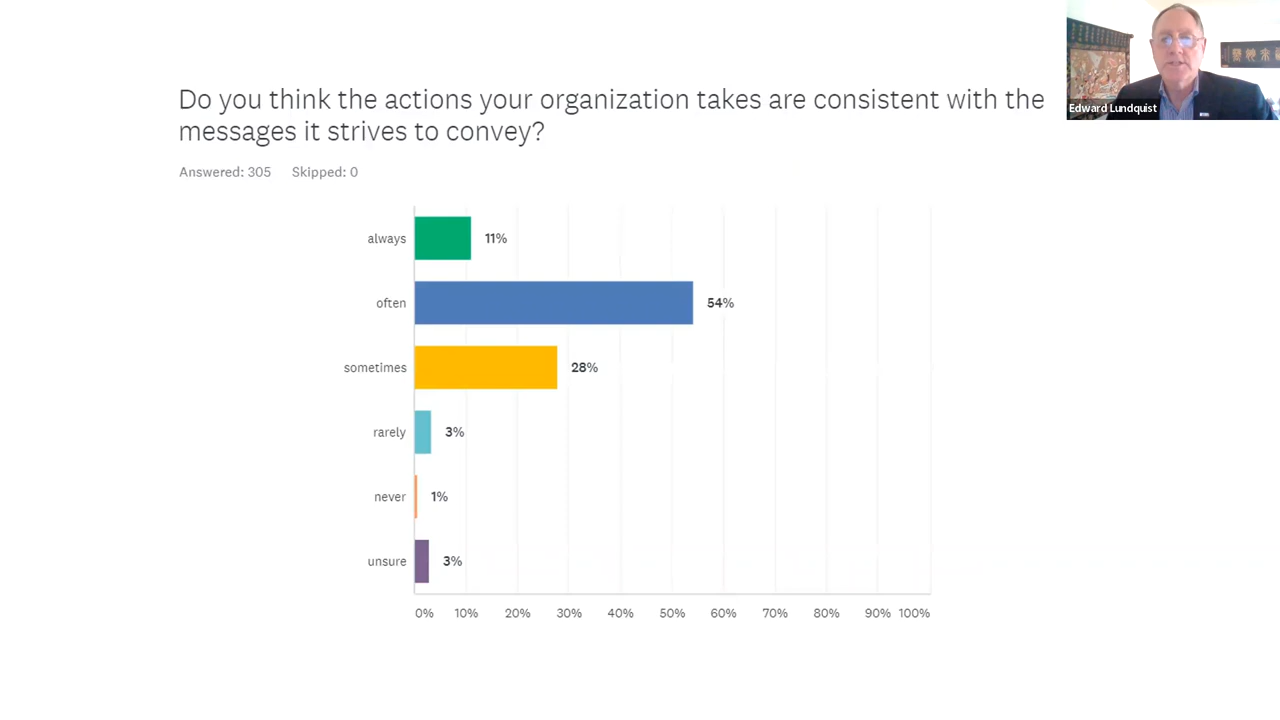 Do you think the actions your organization takes are consistent with the
messages it strives to convey?
Answered: 305 Skipped: 0
always 11%
often 54%
sometimes 28%
rarely 3%
never 1%
unsure 3%
0% 10% 20% 30% 40% 50% 60% 70% 80% 90% 100%
Edward Lundquist